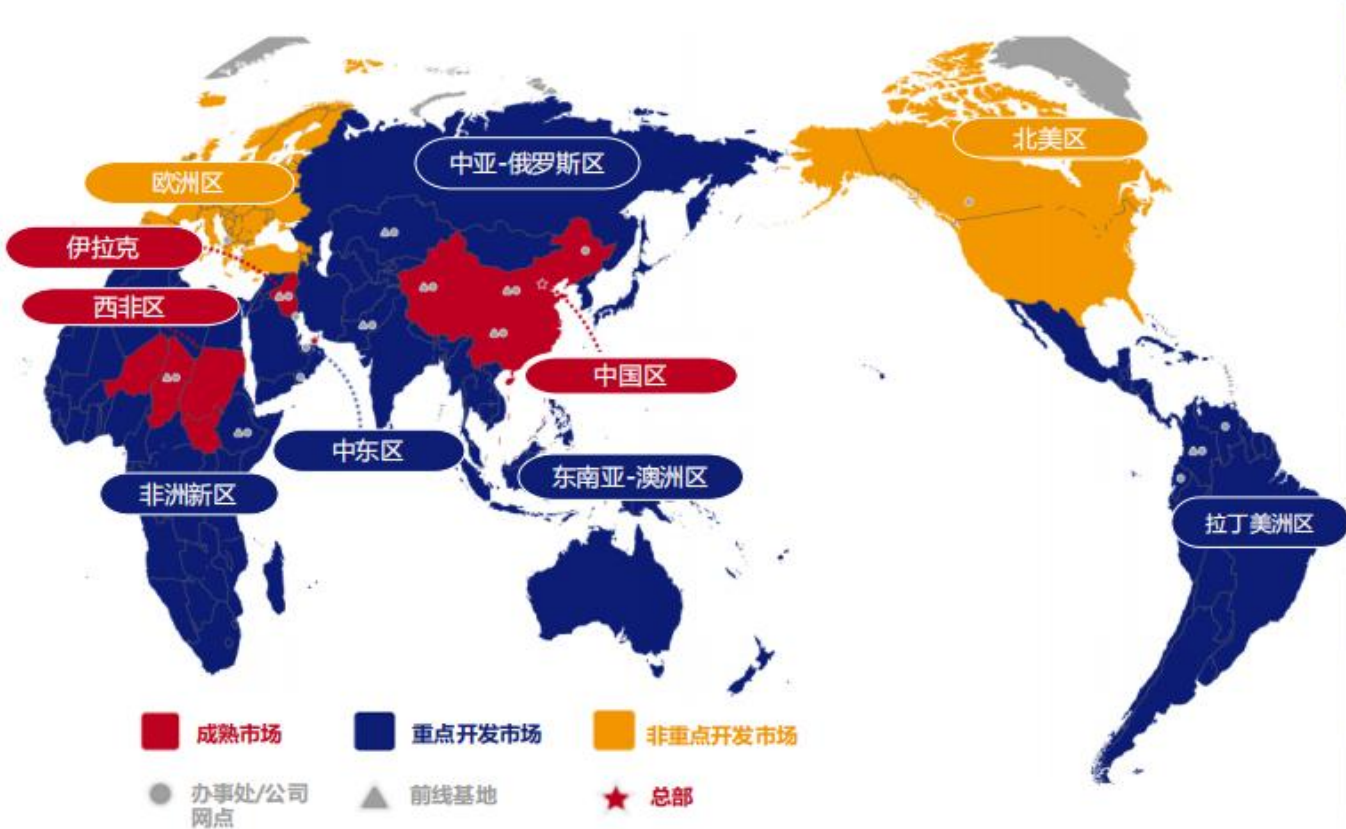 北美区
中亚-俄罗斯区
欧洲区
伊拉克
西非区
中国区
中东区
东南亚-澳洲区
非洲新区
拉丁美洲区
成熟市场
重点开发市场
非重点开发市场
办事处/公司
网点
前线基地
总部